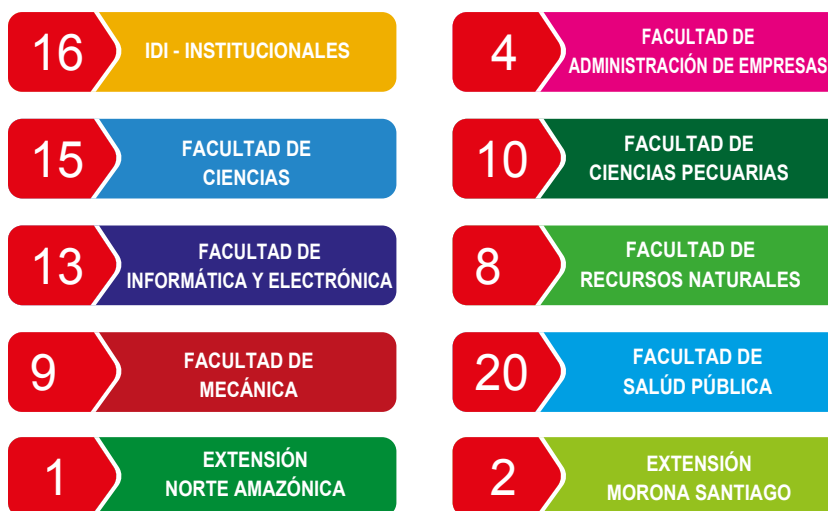 16
IDI - INSTITUCIONALES
4
FACULTAD DE
ADMINISTRACIÓN DE EMPRESAS
15
FACULTAD DE
CIENCIAS
10
FACULTAD DE
CIENCIAS PECUARIAS
13
FACULTAD DE
INFORMÁTICA Y ELECTRÓNICA
8
FACULTAD DE
RECURSOS NATURALES
9
FACULTAD DE
MECÁNICA
20
FACULTAD DE
SALÚD PÚBLICA
1
EXTENSIÓN
NORTE AMAZÓNICA
2
EXTENSIÓN
MORONA SANTIAGO